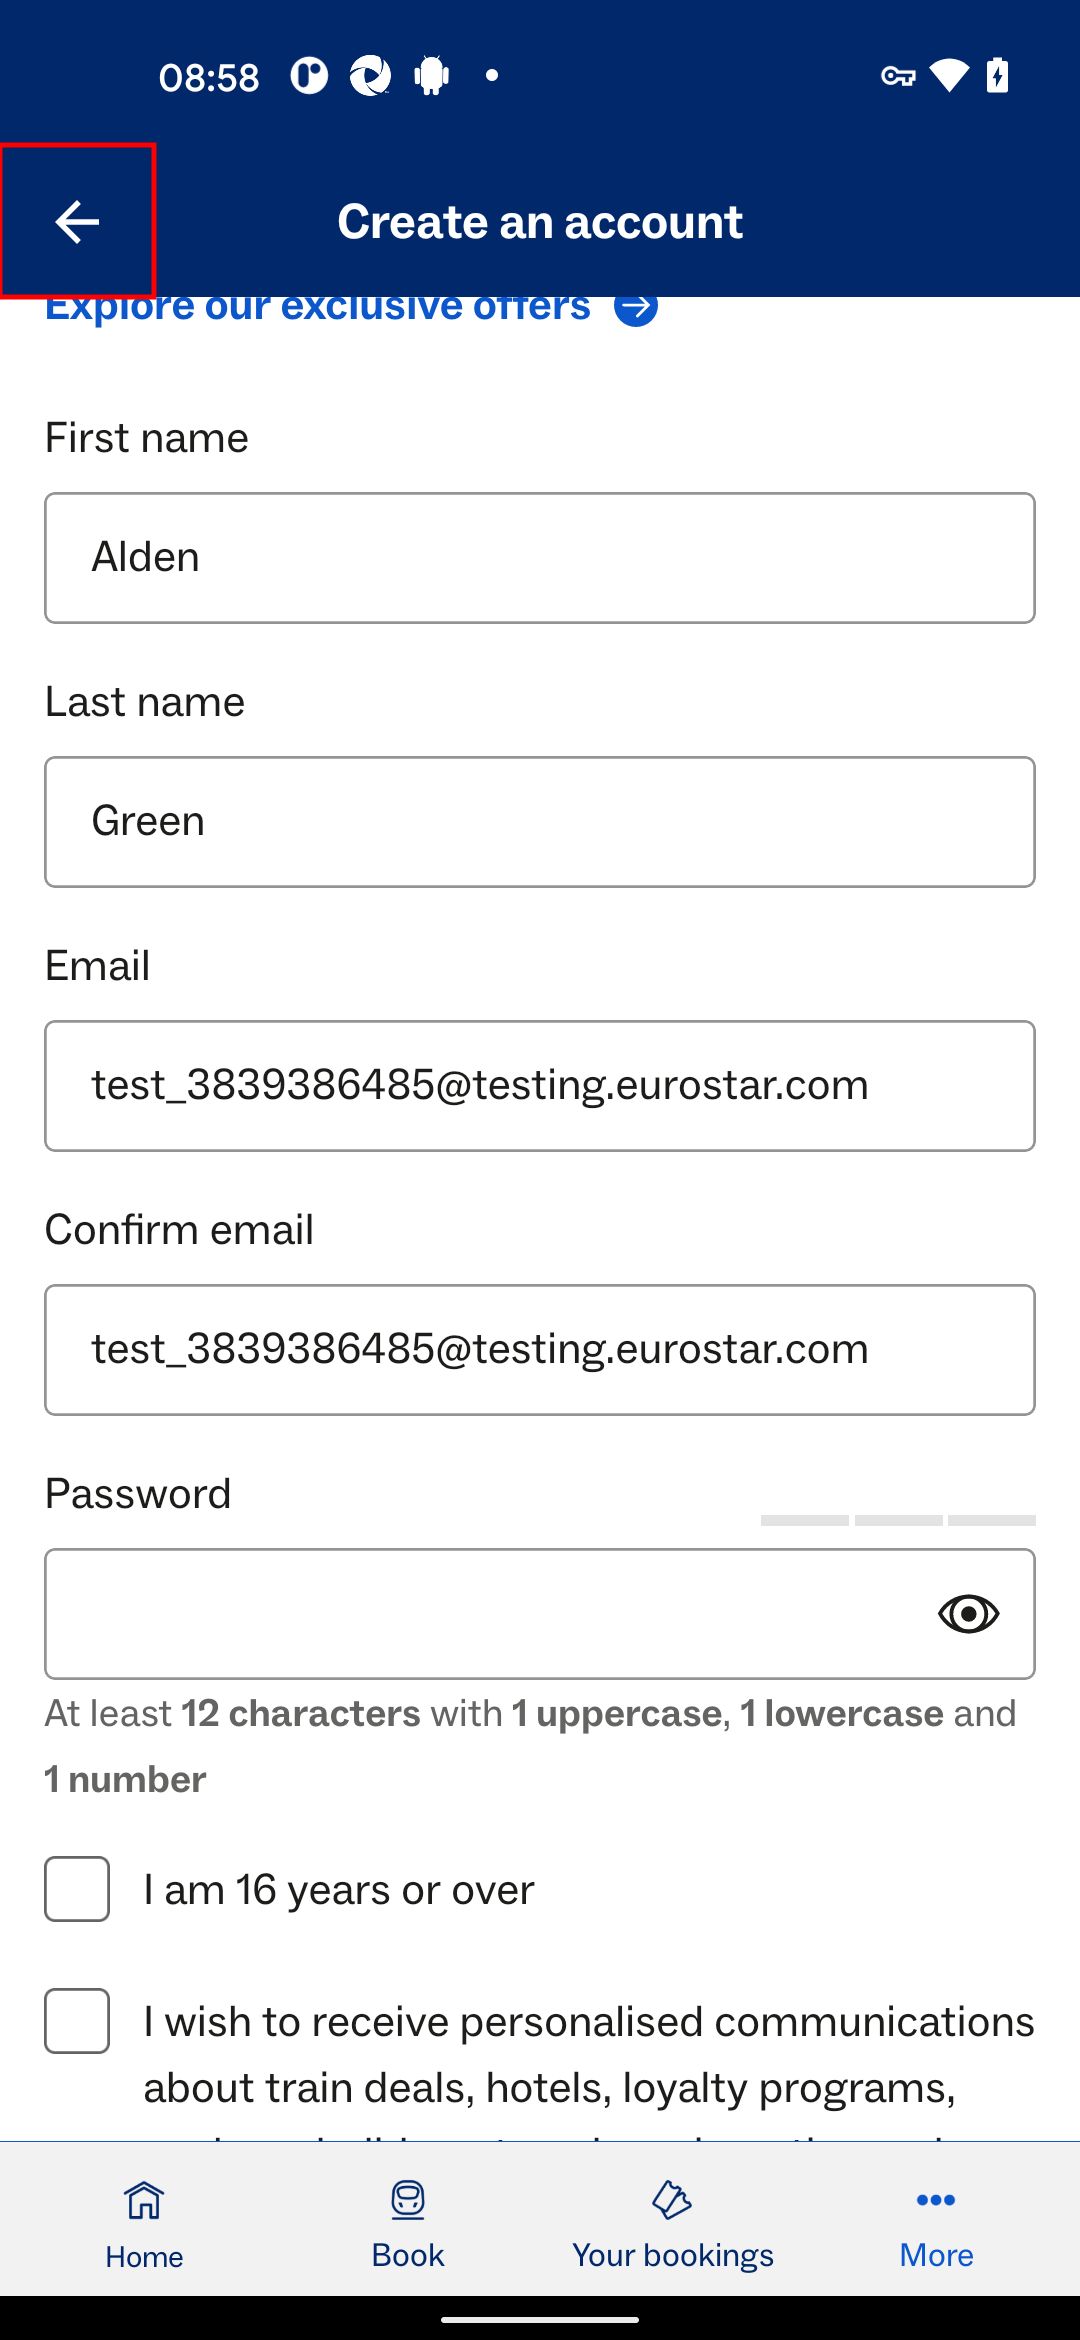 08:58
Create an account
Explore our exclusive offers
First name
Alden
Last name
Green
Email
test_3839386485@testing.eurostar.com
Confirm email
test_3839386485@testing.eurostar.com
Password
At least 12 characters with 1 uppercase, 1 lowercase and
1 number
I am 16 years or over
I wish to receive personalised communications
about train deals, hotels, loyalty programs,
Home
Book
Your bookings
More